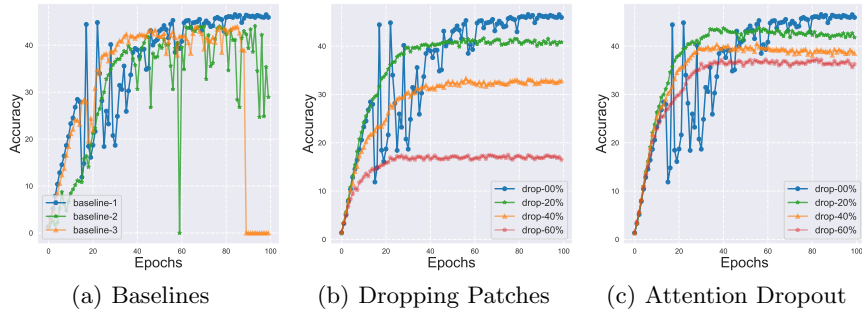 Accuracy
40
30
20
10
0
baseline-1
baseline-2
baseline-3
0 20 40 60 80 100
Epochs
(a) Baselines
Accuracy
40
30
20
10
0
drop-00%
drop-20%
drop-40%
drop-60%
0 20 40 60 80 100
Epochs
(b) Dropping Patches
Accuracy
40
30
20
10
0
drop-00%
drop-20%
drop-40%
drop-60%
0 20 40 60 80 100
Epochs
(c) Attention Dropout